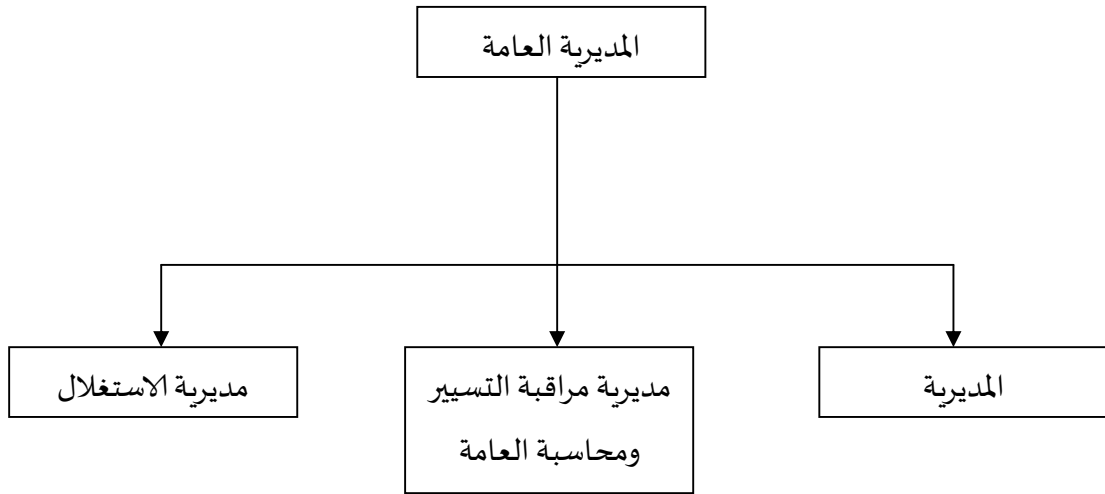 المديرية العامة
المديرية
مديرية مراقبة التسيير
ومحاسبة العامة
مديرية الاستغلال